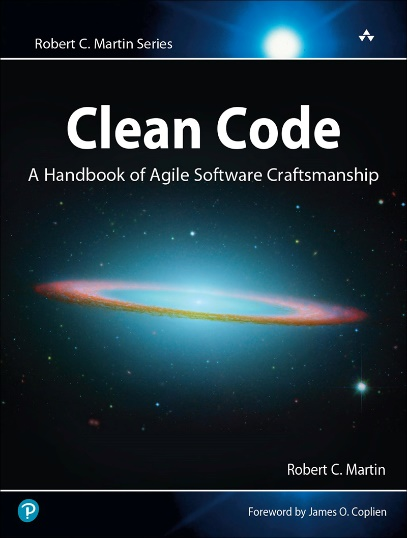 Robert C. Martin Series
Clean Code
A Handbook of Agile Software Craftsmanship
Robert C. Martin
P
Foreword by James O. Coplien